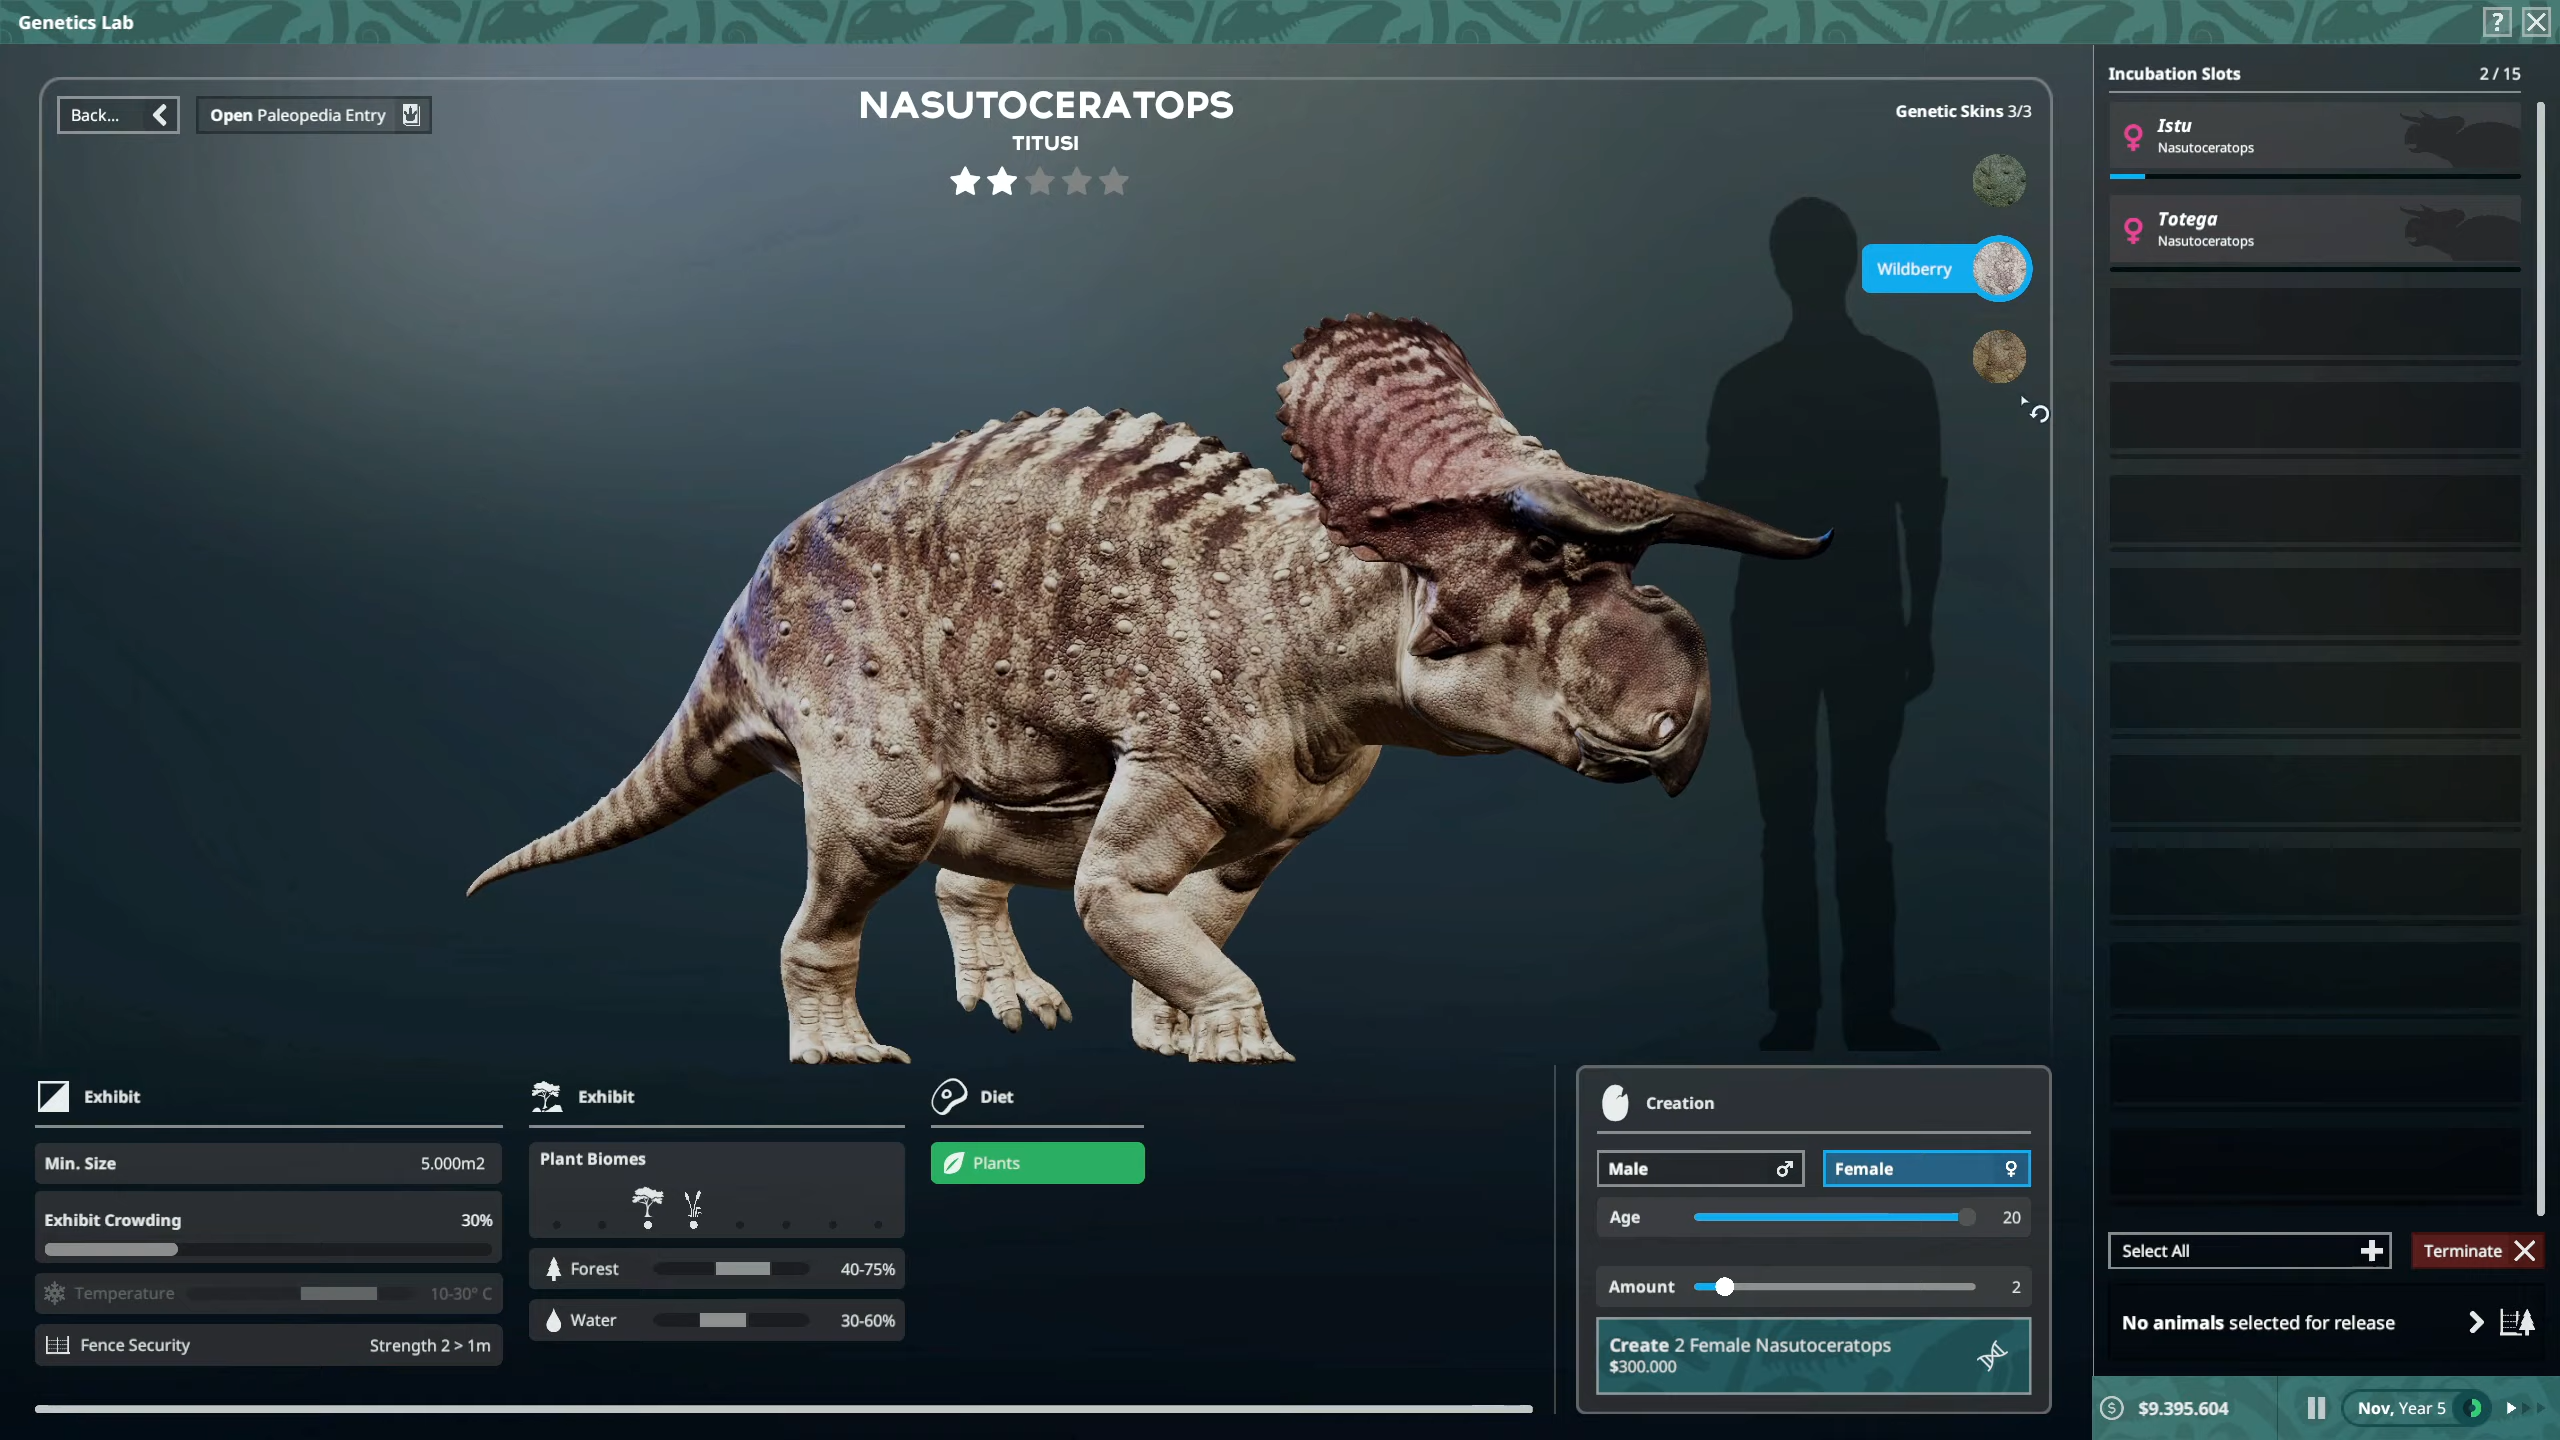 Genetics Lab
?
Back...
Open Paleopedia Entry
NASUTOCERATOPS
TITUSI
Genetic Skins 3/3
Wildberry
Incubation Slots 2 / 15
Istu
Nasutoceratops
Totega
Nasutoceratops
Exhibit
Min. Size 5.000m2
Exhibit Crowding 30%
Temperature 10-30° C
Fence Security Strength 2 > 1m
Exhibit
Plant Biomes
Forest 40-75%
Water 30-60%
Diet
Plants
Creation
Male
Female
Age 20
Amount 2
Create 2 Female Nasutoceratops
$300.000
Select All
Terminate
No animals selected for release
$9.395.604
Nov, Year 5